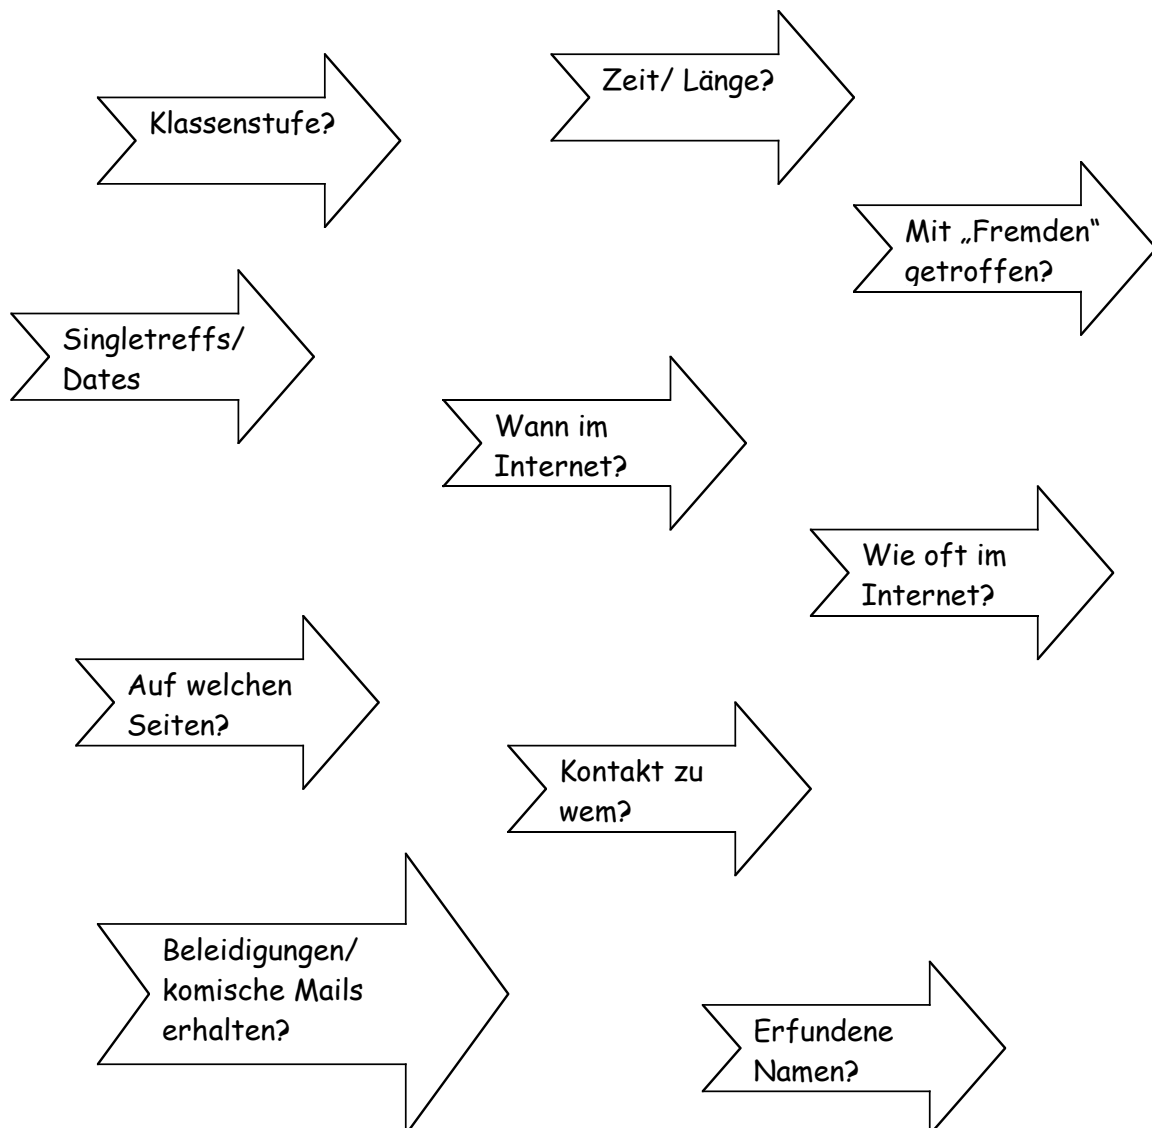 Klassenstufe?
Zeit/ Länge?
Mit „Fremden“
getroffen?
Singletreffs/
Dates
Wann im
Internet?
Wie oft im
Internet?
Auf welchen
Seiten?
Kontakt zu
wem?
Beleidigungen/
komische Mails
erhalten?
Erfundene
Namen?